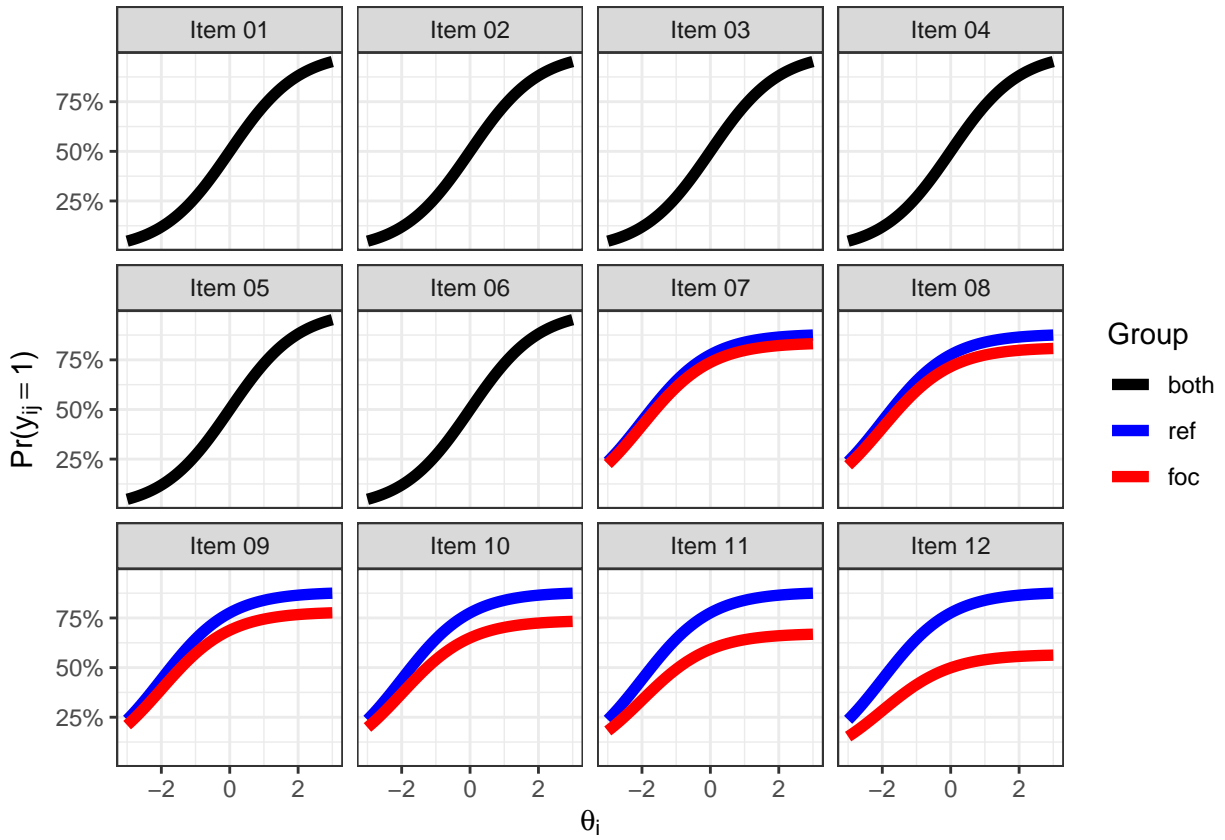 Item 01
Item 02
Item 03
Item 04
75%
50%
25%
Item 05
Item 06
Item 07
Item 08
75%
50%
25%
Item 09
Item 10
Item 11
Item 12
75%
50%
25%
−2 0 2
−2 0 2
−2 0 2
−2 0 2
θi
Pr(yij = 1)
Group
both
ref
foc